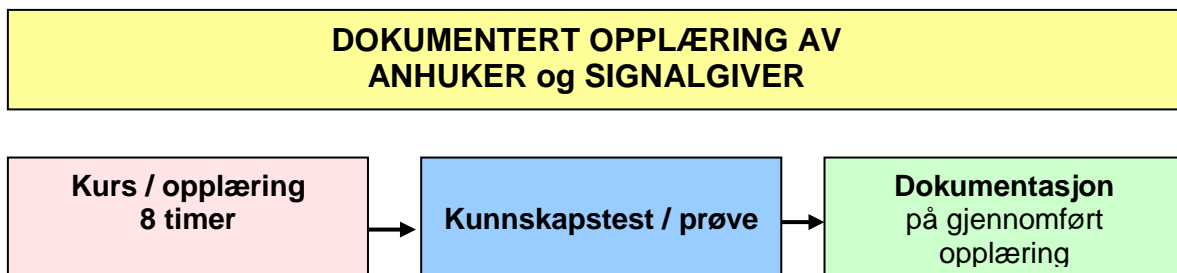 DOKUMENTERT OPPLÆRING AV
ANHUKER og SIGNALGIVER
Kurs / opplæring
8 timer
Kunnskapstest / prøve
Dokumentasjon
på gjennomført
opplæring